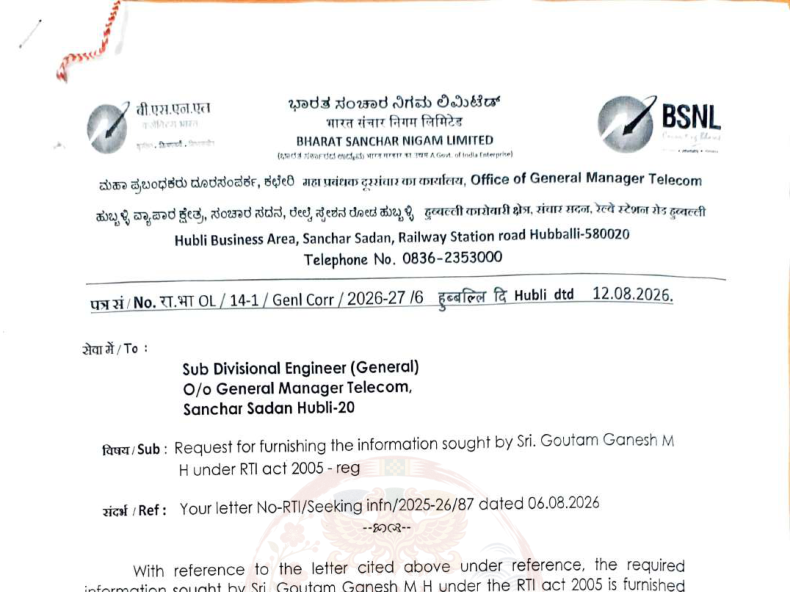 बी.एस.एन.एल
ಭಾರತ ಸಂಚಾರ ನಿಗಮ ಲಿಮಿಟೆಡ್
भारत संचार निगम लिमिटेड
BHARAT SANCHAR NIGAM LIMITED
A Govt. of India Enterprise)
BSNL
ಮಹಾ ಪ್ರಬಂಧಕರು ದೂರಸಂಪರ್ಕ, ಕಛೇರಿ महा प्रबंधक दूरसंचार का कार्यालय, Office of General Manager Telecom
ಹುಬ್ಬಳ್ಳಿ ವ್ಯಾಪಾರ ಕ್ಷೇತ್ರ, ಸಂಚಾರ ಸದನ, ರೇಲ್ವೆ ಸ್ಟೇಶನ ರೋಡ ಹುಬ್ಬಳ್ಳಿ हुब्बल्ली कारोबारी क्षेत्र, संचार सदन, रेल्वे स्टेशन रोड हुब्बल्ली
Hubli Business Area, Sanchar Sadan, Railway Station road Hubballi-580020
Telephone No. 0836-2353000
पत्र सं / No. रा.भा OL / 14-1 / Genl Corr / 2026-27 /6 हुब्बल्लि दि Hubli dtd 12.08.2026.
सेवा में / To :
Sub Divisional Engineer (General)
O/o General Manager Telecom,
Sanchar Sadan Hubli-20
विषय / Sub : Request for furnishing the information sought by Sri. Goutam Ganesh M
H under RTI act 2005 - reg
संदर्भ / Ref : Your letter No-RTI/Seeking infn/2025-26/87 dated 06.08.2026
With reference to the letter cited above under reference, the required
information sought by Sri. Goutam Ganesh M H under the RTI act 2005 is furnished